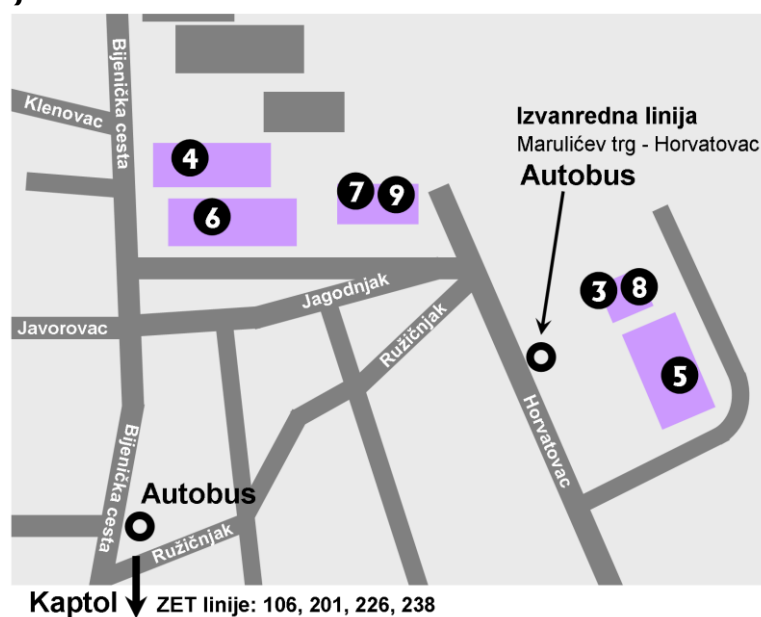 Bijenička cesta
Klenovac
Izvanredna linija
Marulićev trg - Horvatovac
Autobus
4
7 9
6
3 8
Jagodnjak
Javorovac
Ružičnjak
5
Horvatovac
Bijenička cesta
Autobus
Ružičnjak
Kaptol ZET linije: 106, 201, 226, 238